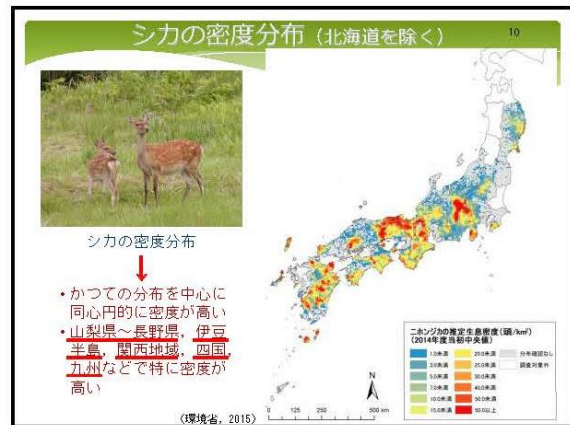 シカの密度分布（北海道を除く）
10
シカの密度分布
・かつての分布を中心に
同心円的に密度が高い
・山梨県～長野県，伊豆
半島，関西地域，四国，
九州などで特に密度が
高い
（環境省，2015）
ニホンジカの推定生息密度（頭/km²）
（2014年度当初中央値）
1.0未満 20.0未満 分布確認なし
3.0未満 25.0未満 調査対象外
5.0未満 30.0未満
7.0未満 40.0未満
10.0未満 50.0未満
15.0未満 50.0以上
N
0 125 250 500 km